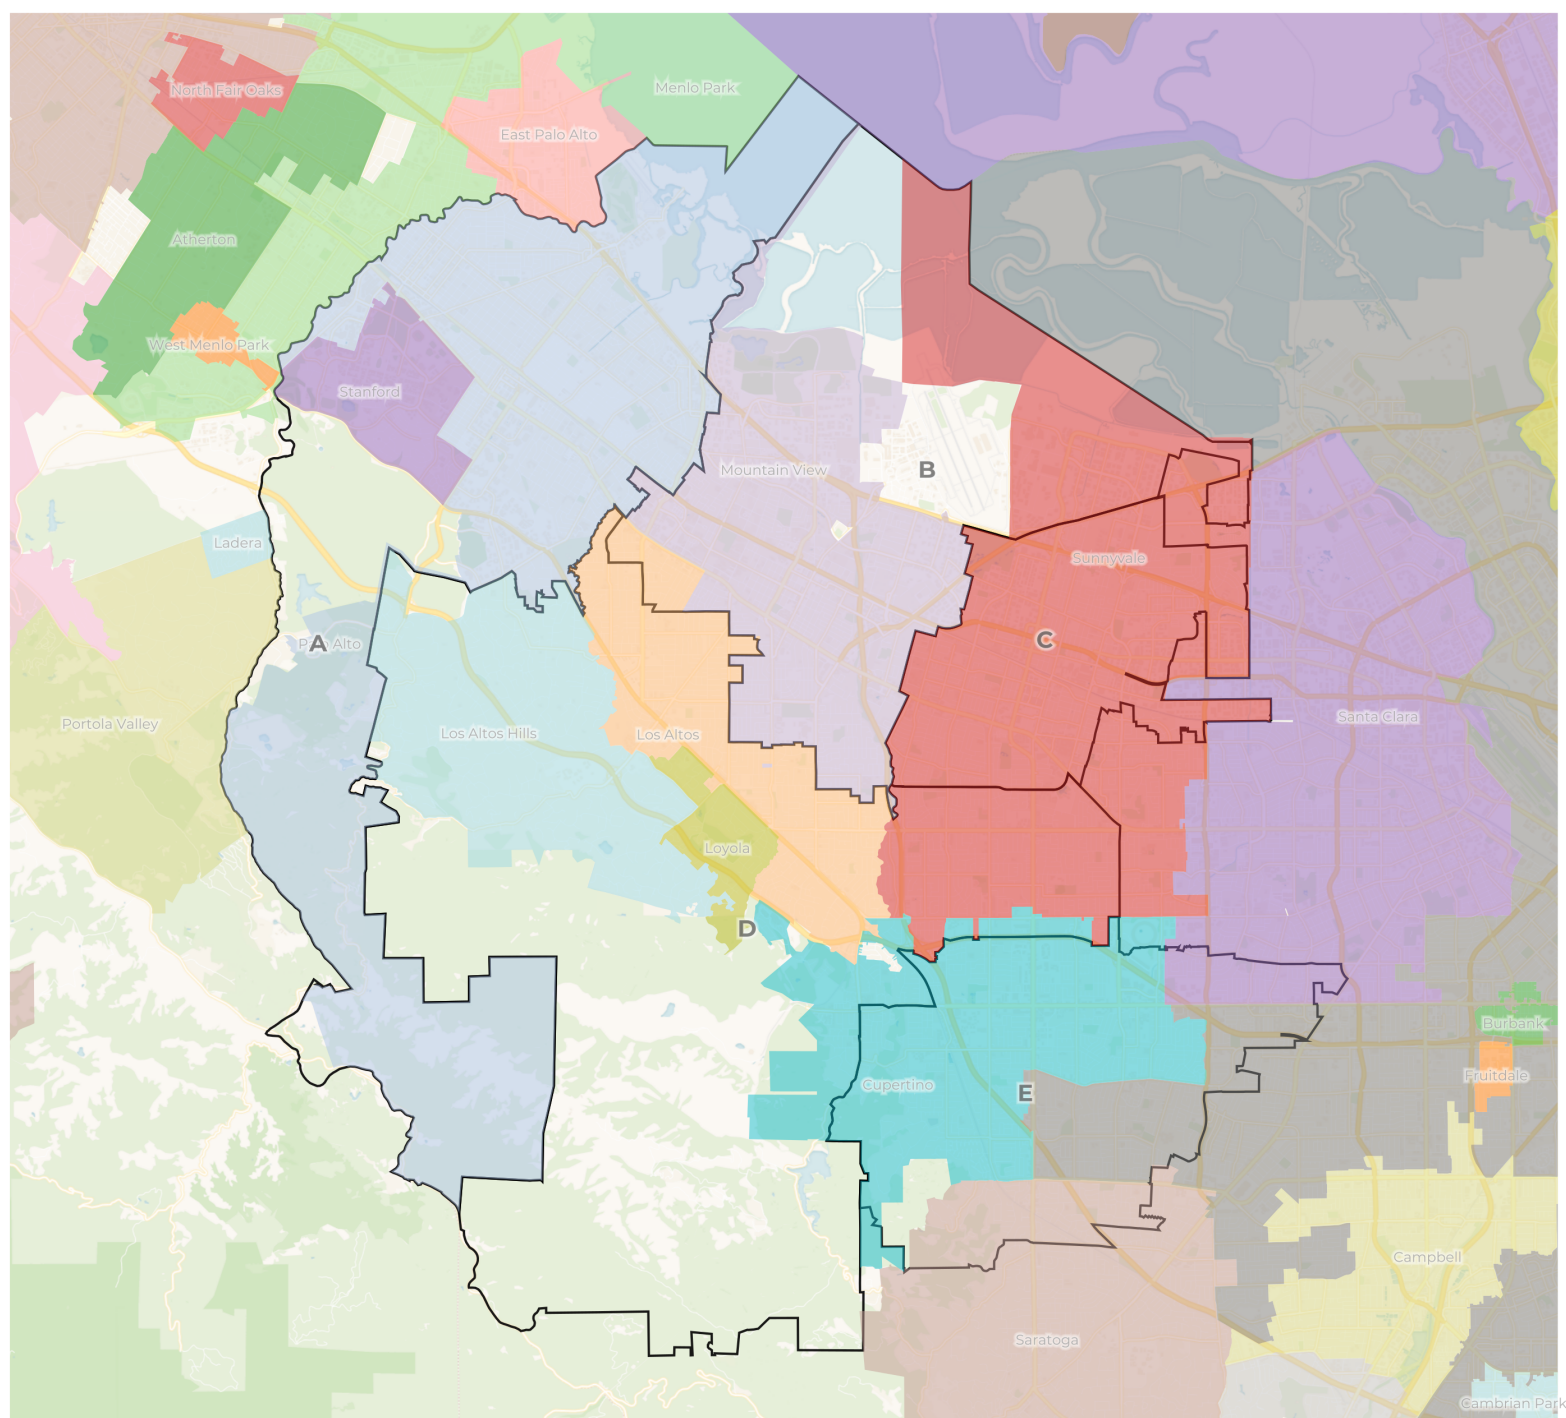 North Fair Oaks
Menlo Park
East Palo Alto
Atherton
West Menlo Park
Stanford
Mountain View
B
Ladera
Sunnyvale
A
Palo Alto
C
Portola Valley
Los Altos Hills
Los Altos
Santa Clara
Loyola
D
Burbank
Cupertino
E
Fruitdale
Campbell
Saratoga
Cambrian Park